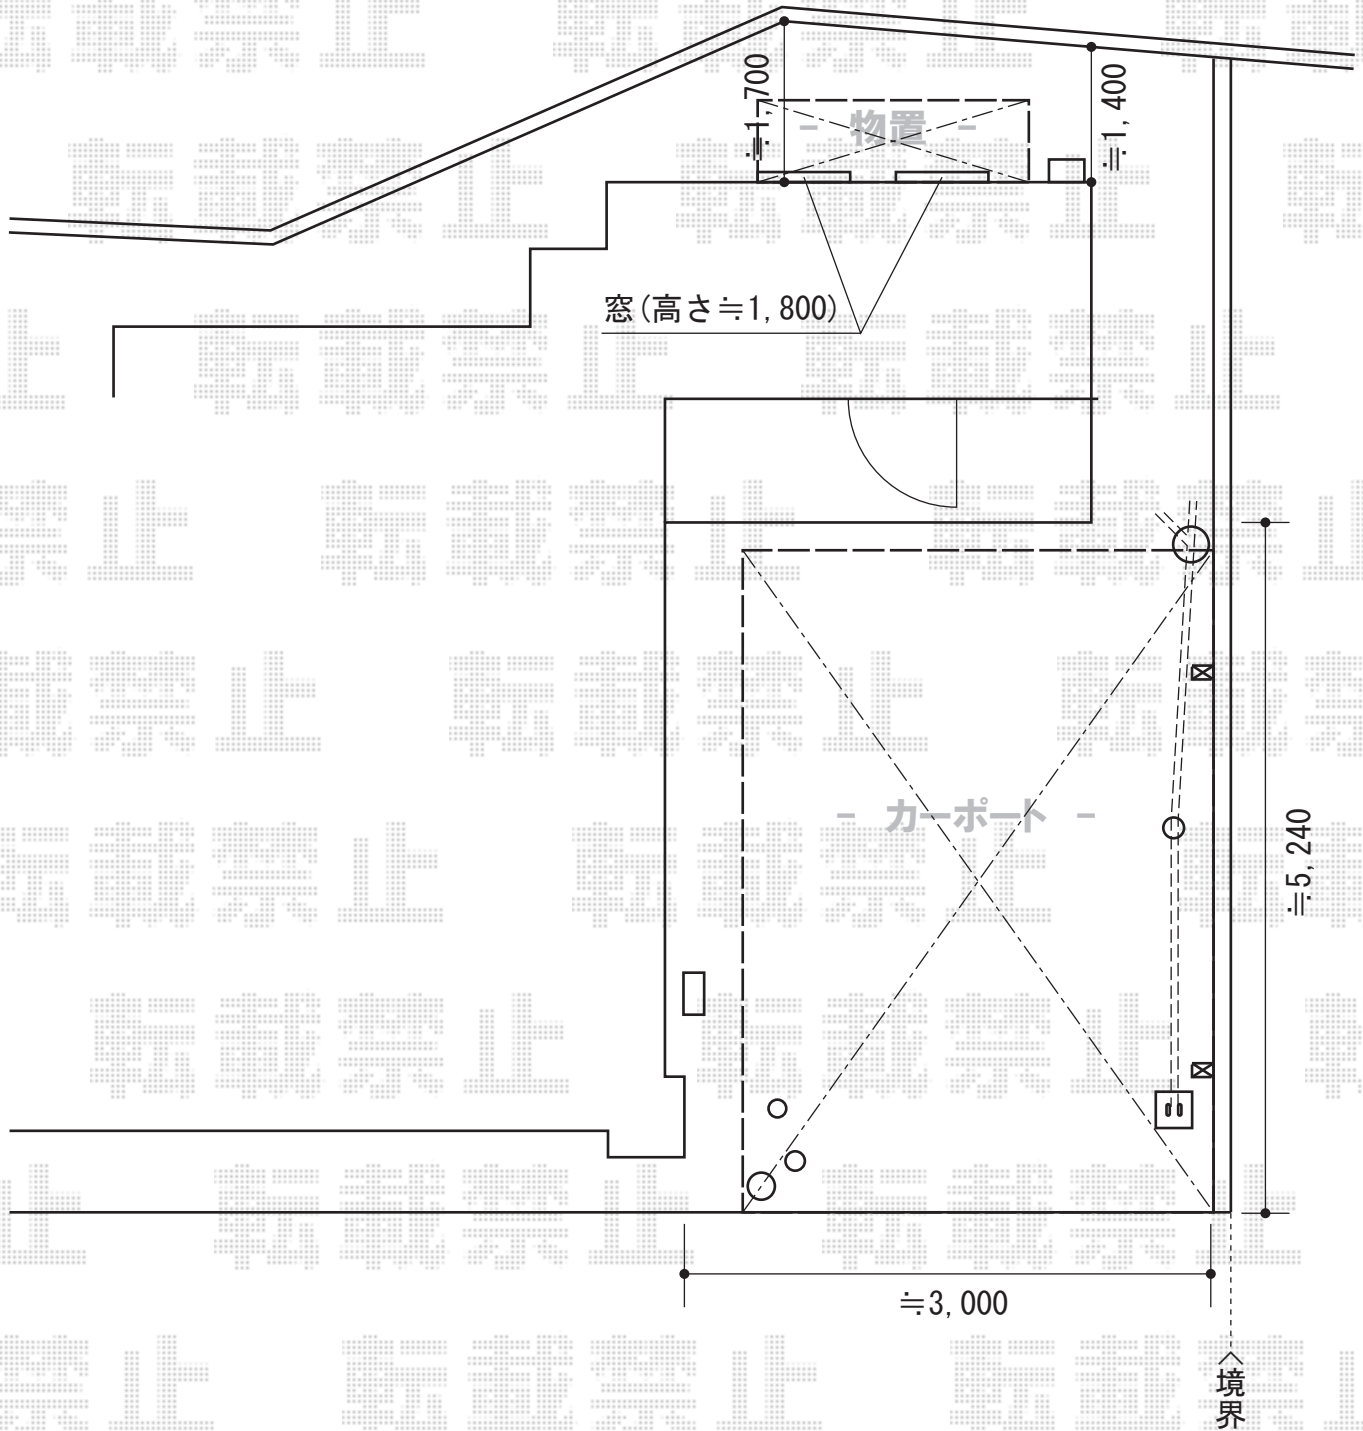 ≒1,700
≒1,400
- 物置 -
窓(高さ≒1,800)
- カーポート -
≒5,240
≒3,000
境界
転載禁止